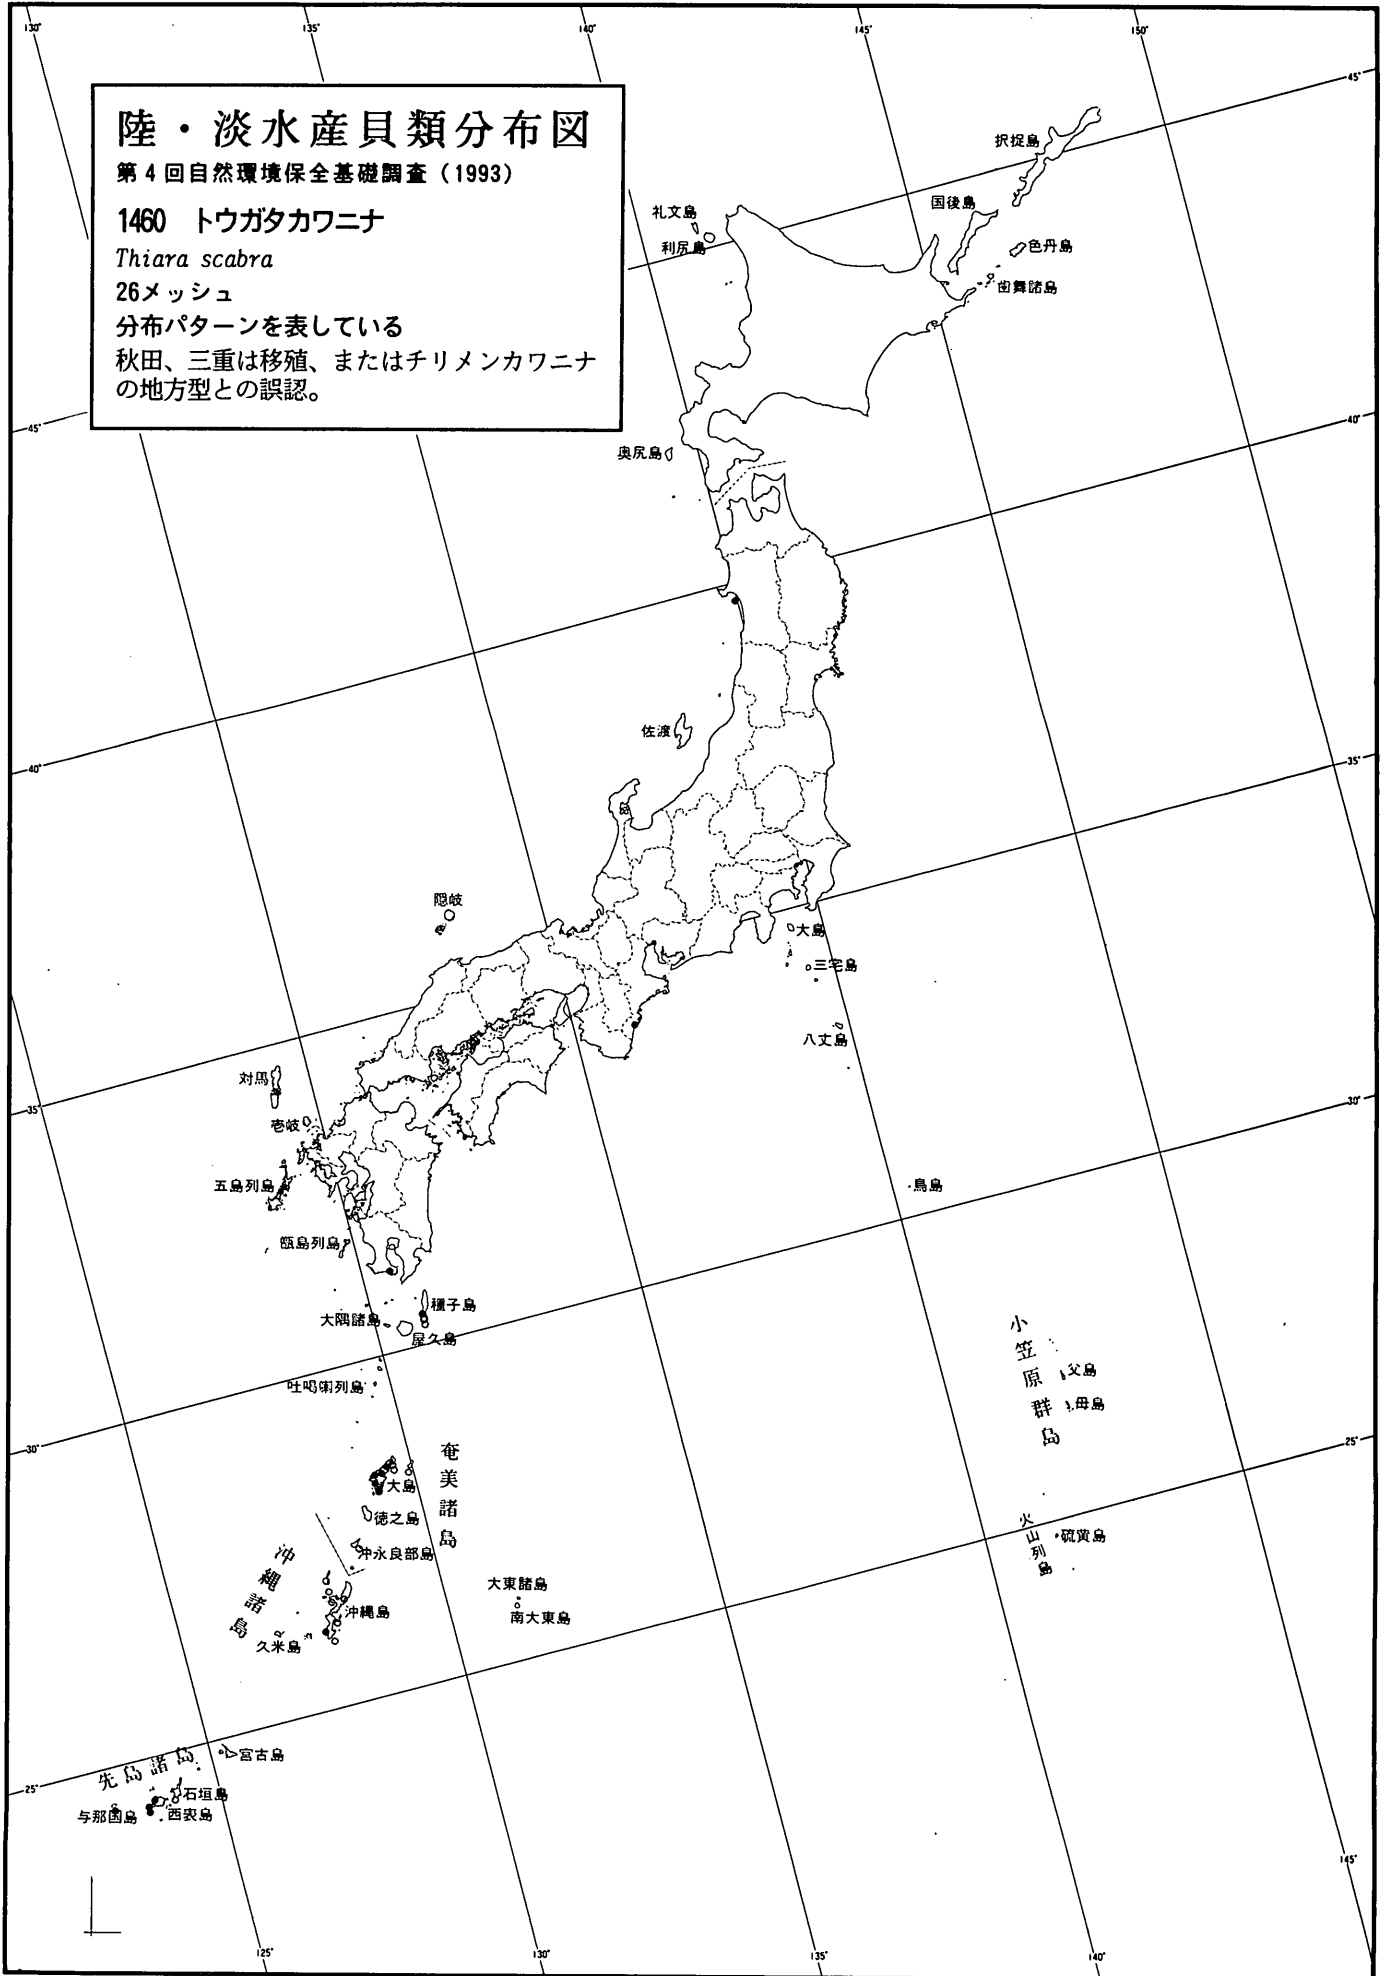 130°
135°
140°
145°
150°
陸・淡水産貝類分布図
第4回自然環境保全基礎調査(1993)
1460 トウガタカワニナ
Thiara scabra
26メッシュ
分布パターンを表している
秋田、三重は移殖、またはチリメンカワニナ
の地方型との誤認。
45°
択捉島
礼文島
国後島
利尻島
色丹島
歯舞諸島
40°
45°
奥尻島
佐渡
40°
35°
隠岐
大島
三宅島
八丈島
対馬
35°
壱岐
30°
五島列島
鳥島
甑島列島
種子島
大隅諸島
屋久島
小笠原群島
父島
吐噶喇列島
母島
25°
30°
奄美諸島
大島
徳之島
火山列島
硫黄島
沖永良部島
沖縄諸島
大東諸島
南大東島
沖縄島
久米島
先島諸島
宮古島
25°
石垣島
与那国島
西表島
145°
125°
130°
135°
140°